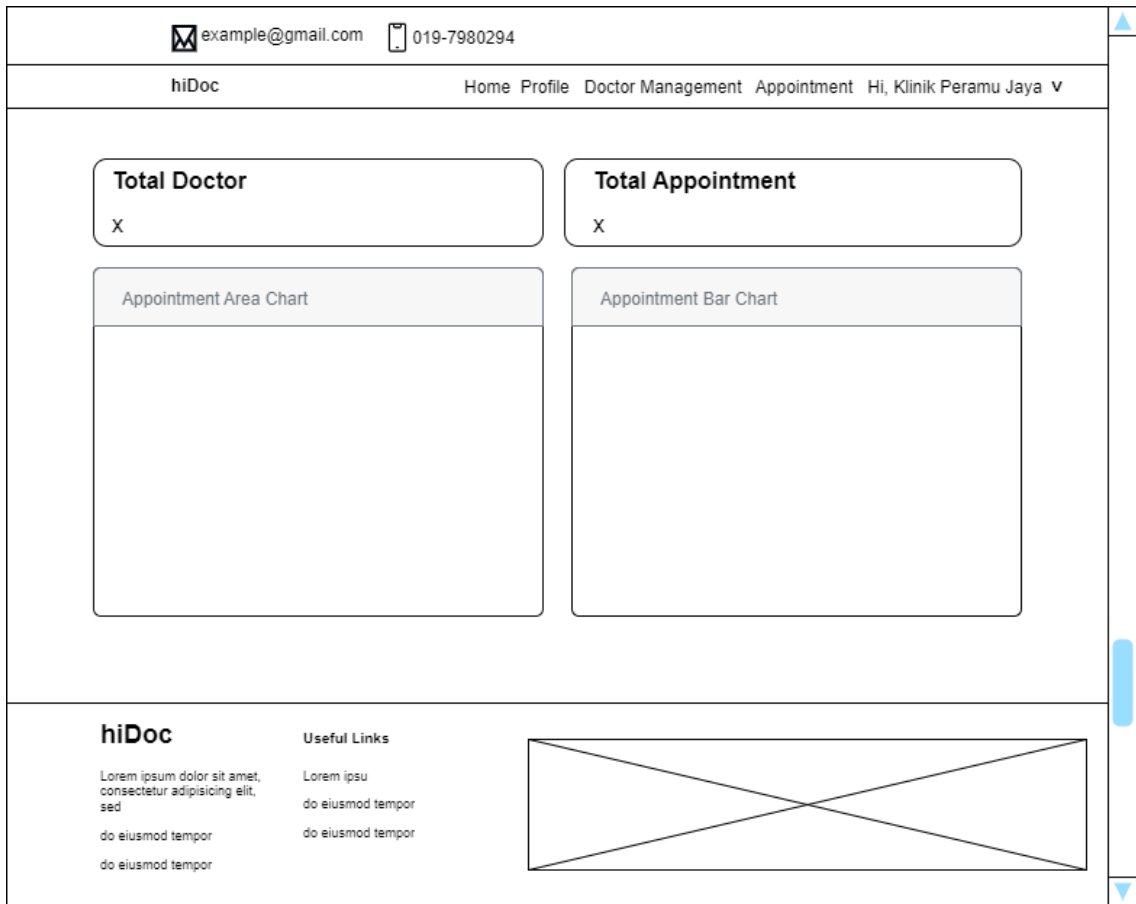 example@gmail.com 019-7980294
hiDoc Home Profile Doctor Management Appointment Hi, Klinik Peramu Jaya v
Total Doctor
X
Total Appointment
X
Appointment Area Chart
Appointment Bar Chart
hiDoc
Lorem ipsum dolor sit amet,
consectetur adipisicing elit,
sed
do eiusmod tempor
do eiusmod tempor
Useful Links
Lorem ipsu
do eiusmod tempor
do eiusmod tempor